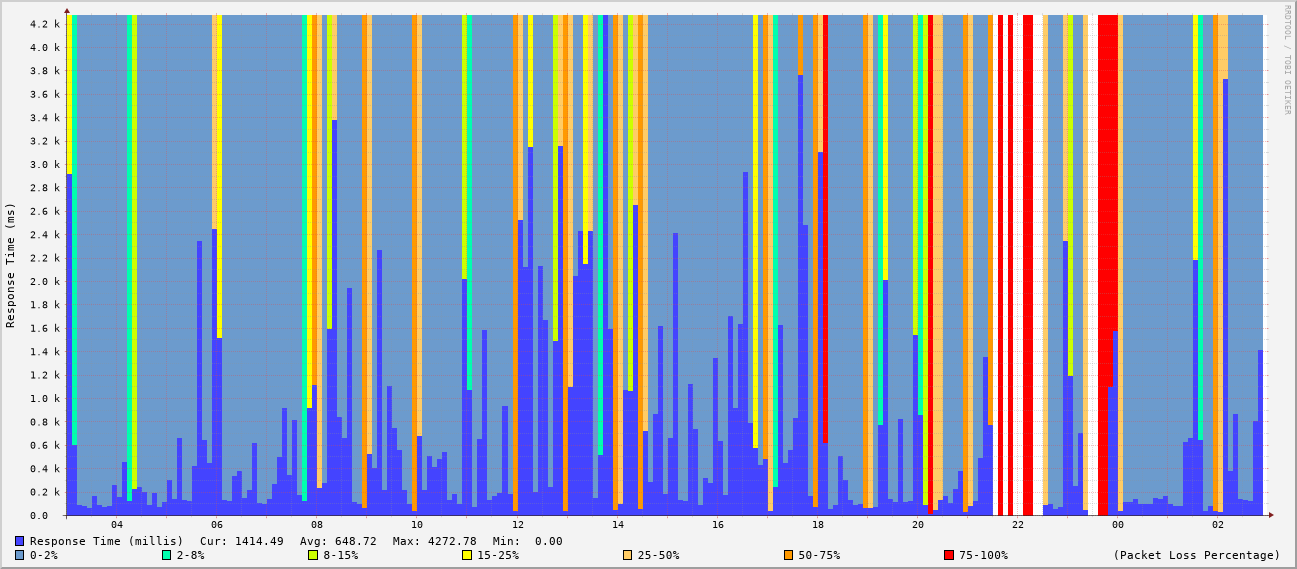 RRDTOOL / TOBI OETIKER
Response Time (ms)
4.2 k
4.0 k
3.8 k
3.6 k
3.4 k
3.2 k
3.0 k
2.8 k
2.6 k
2.4 k
2.2 k
2.0 k
1.8 k
1.6 k
1.4 k
1.2 k
1.0 k
0.8 k
0.6 k
0.4 k
0.2 k
0.0
04 06 08 10 12 14 16 18 20 22 00 02
Response Time (millis) Cur: 1414.49 Avg: 648.72 Max: 4272.78 Min: 0.00
0-2% 2-8% 8-15% 15-25% 25-50% 50-75% 75-100% (Packet Loss Percentage)